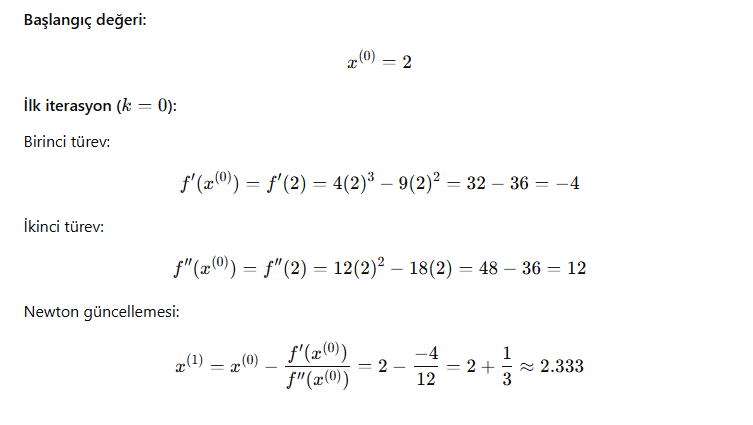 Başlangıç değeri:
x^{(0)} = 2
İlk iterasyon (k = 0):
Birinci türev:
f′(x^{(0)}) = f′(2) = 4(2)^3 − 9(2)^2 = 32 − 36 = −4
İkinci türev:
f″(x^{(0)}) = f″(2) = 12(2)^2 − 18(2) = 48 − 36 = 12
Newton güncellemesi:
x^{(1)} = x^{(0)} − \frac{f′(x^{(0)})}{f″(x^{(0)})} = 2 − \frac{−4}{12} = 2 + \frac{1}{3} ≈ 2.333